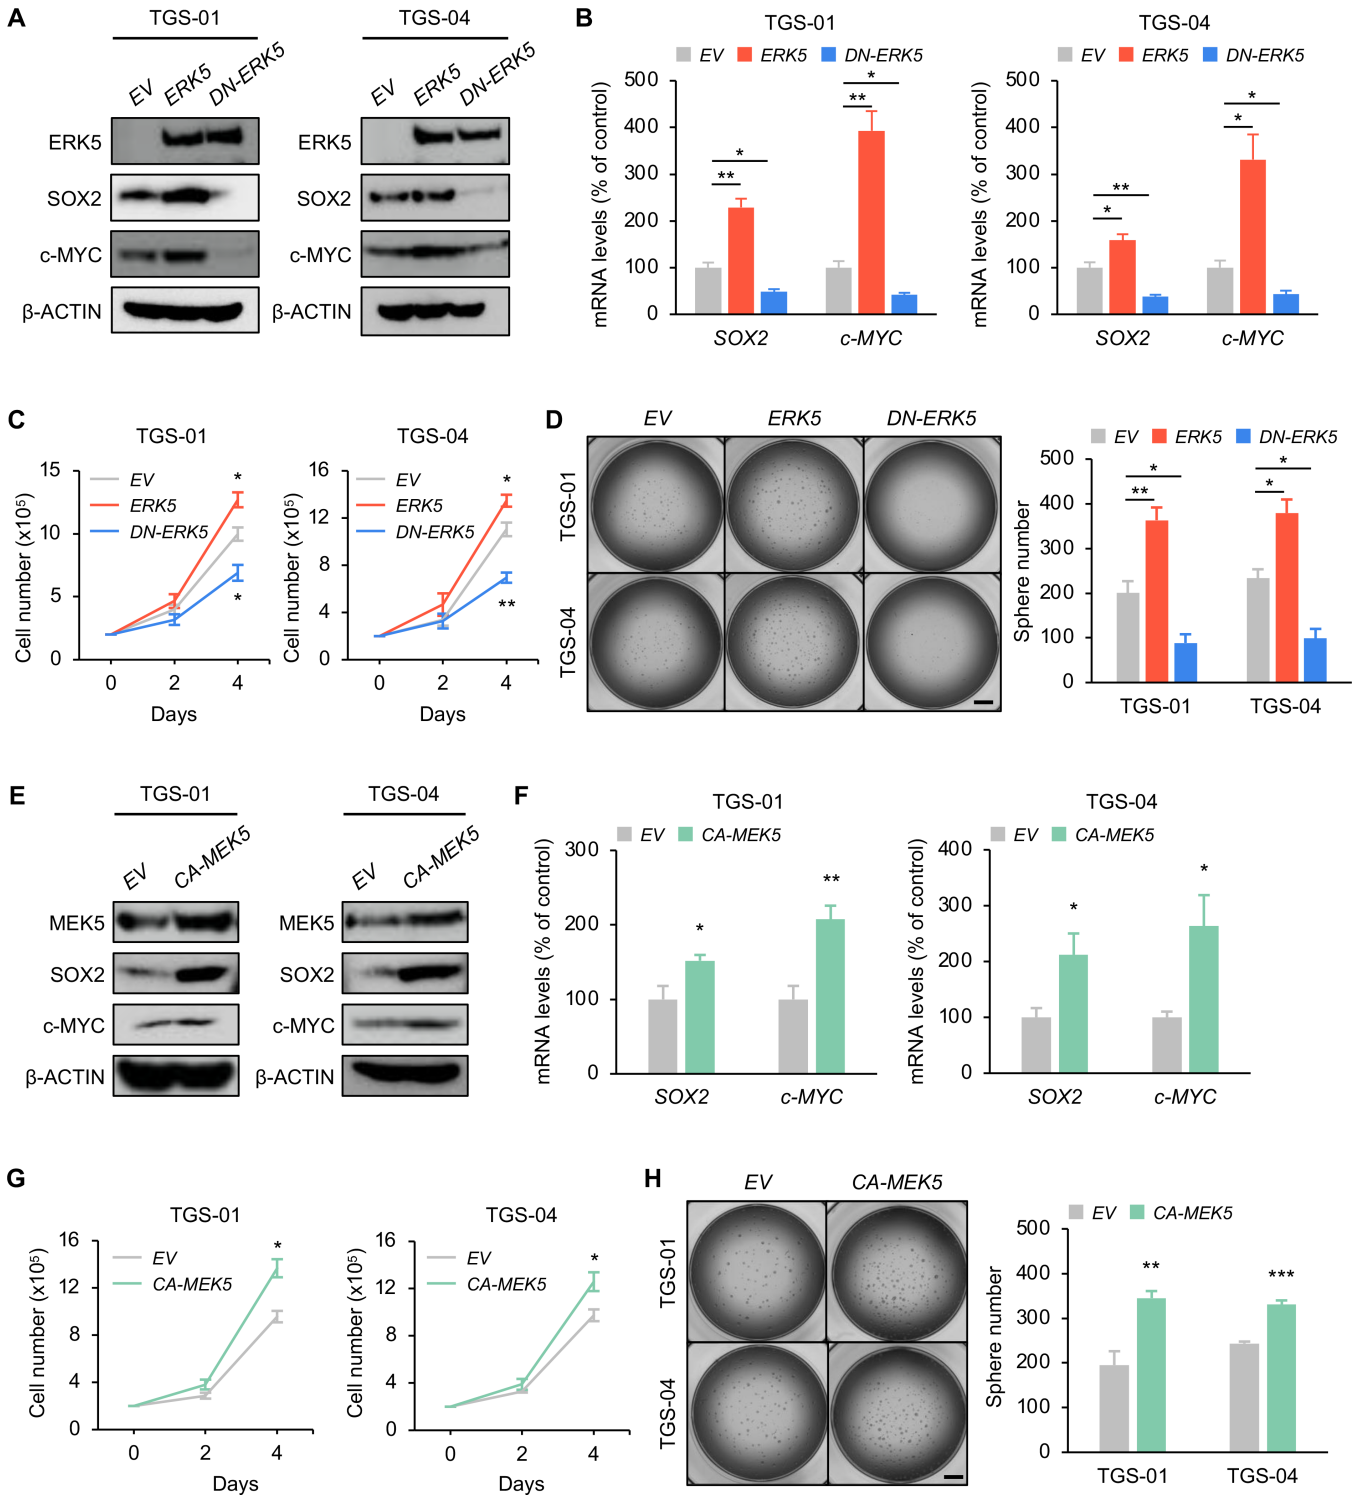 A
TGS-01
TGS-04
EV
ERK5
DN-ERK5
EV
ERK5
DN-ERK5
ERK5
SOX2
c-MYC
β-ACTIN
ERK5
SOX2
c-MYC
β-ACTIN
B
TGS-01
EV ERK5 DN-ERK5
mRNA levels (% of control)
500
400
300
200
100
0
** * ** *
SOX2 c-MYC
TGS-04
EV ERK5 DN-ERK5
mRNA levels (% of control)
500
400
300
200
100
0
* ** * *
SOX2 c-MYC
C
TGS-01
Cell number (x10⁵)
15
10
5
0
EV
ERK5
DN-ERK5
*
*
0 2 4
Days
TGS-04
Cell number (x10⁵)
16
12
8
4
0
EV
ERK5
DN-ERK5
*
**
0 2 4
Days
D
EV ERK5 DN-ERK5
TGS-01
TGS-04
EV ERK5 DN-ERK5
Sphere number
500
400
300
200
100
0
** * * *
TGS-01 TGS-04
E
TGS-01
TGS-04
EV
CA-MEK5
EV
CA-MEK5
MEK5
SOX2
c-MYC
β-ACTIN
MEK5
SOX2
c-MYC
β-ACTIN
F
TGS-01
EV CA-MEK5
mRNA levels (% of control)
300
200
100
0
* **
SOX2 c-MYC
TGS-04
EV CA-MEK5
mRNA levels (% of control)
400
300
200
100
0
* *
SOX2 c-MYC
G
TGS-01
Cell number (x10⁵)
16
12
8
4
0
EV
CA-MEK5
*
0 2 4
Days
TGS-04
Cell number (x10⁵)
16
12
8
4
0
EV
CA-MEK5
*
0 2 4
Days
H
EV CA-MEK5
TGS-01
TGS-04
EV CA-MEK5
Sphere number
500
400
300
200
100
0
** ***
TGS-01 TGS-04